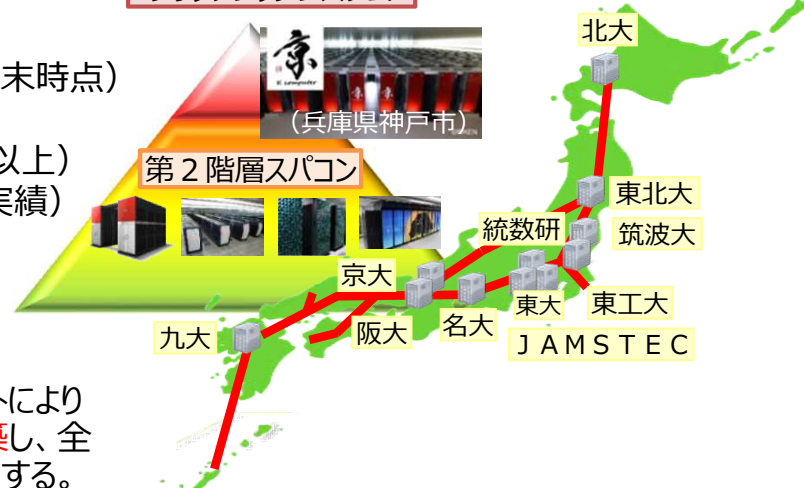 末時点）
以上）
実績）
京
K computer
（兵庫県神戸市）
第２階層スパコン
北大
東北大
筑波大
統数研
東工大
東大
ＪＡＭＳＴＥＣ
名大
京大
阪大
九大
により
築し、全
する。